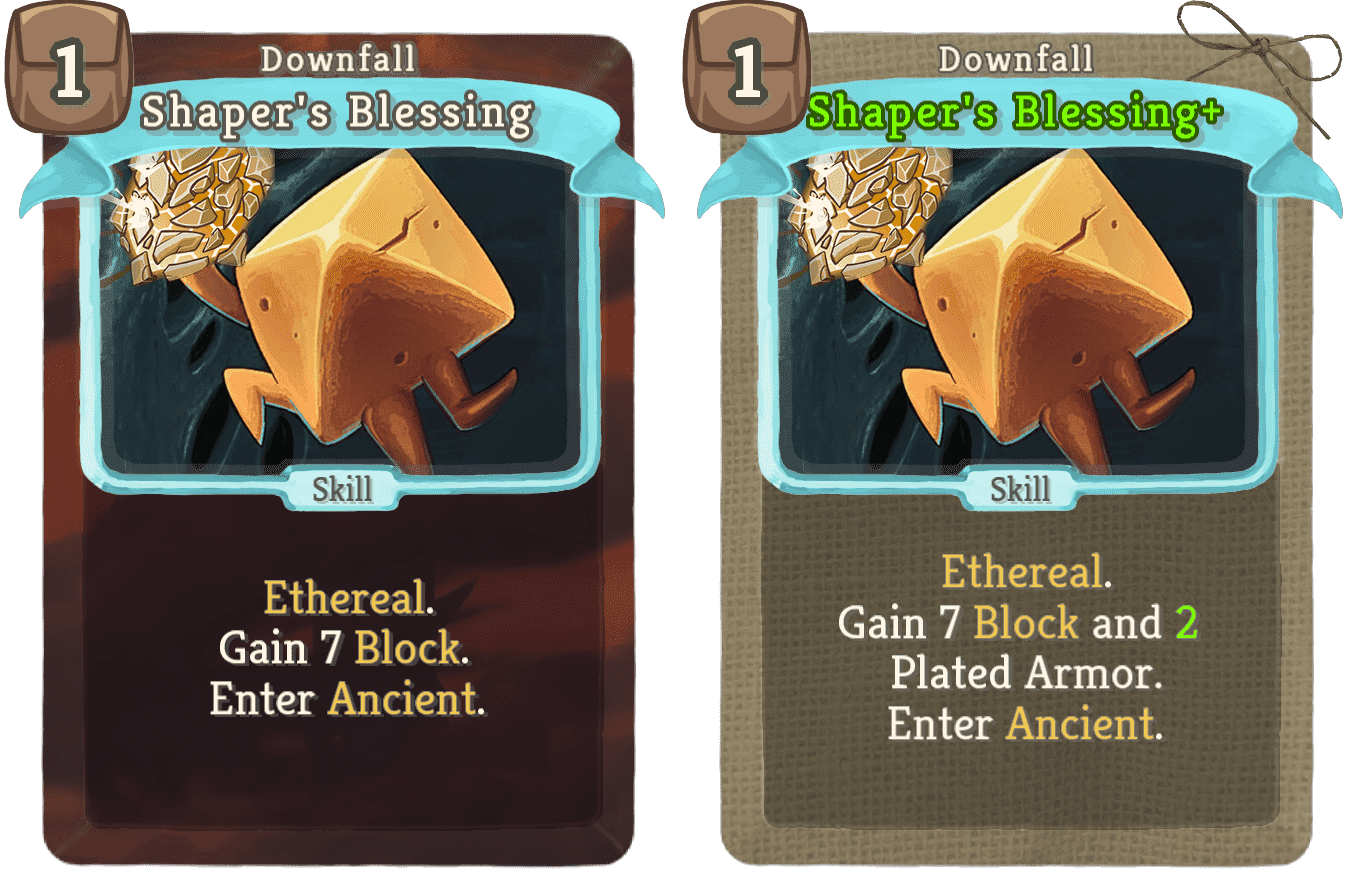 1
Downfall
Shaper's Blessing
Skill
Ethereal.
Gain 7 Block.
Enter Ancient.
1
Downfall
Shaper's Blessing+
Skill
Ethereal.
Gain 7 Block and 2
Plated Armor.
Enter Ancient.